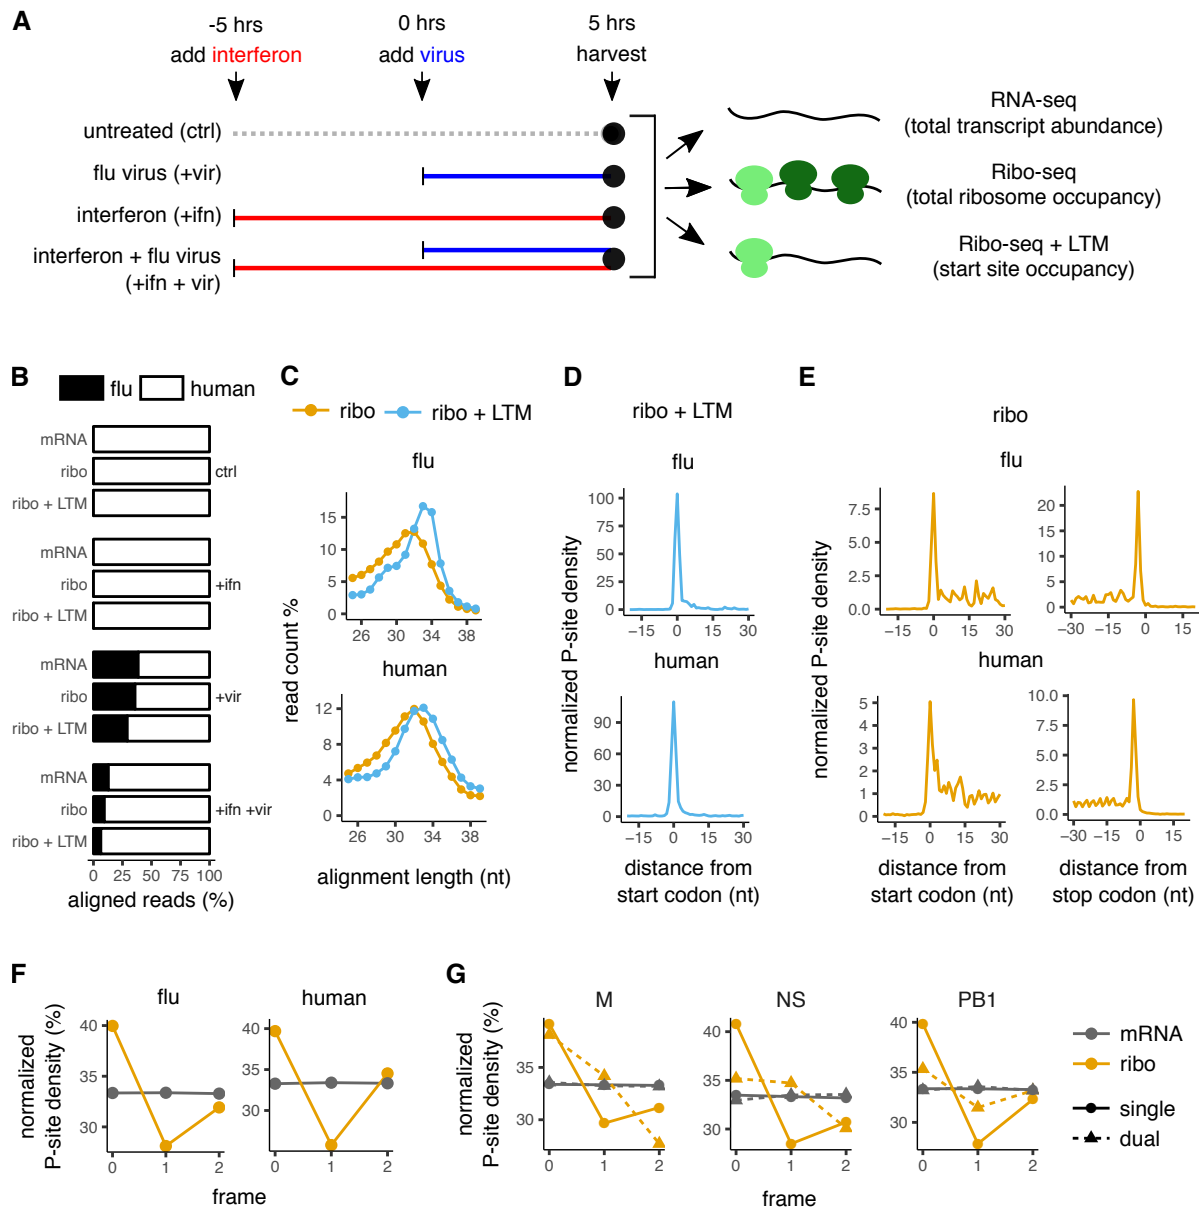 A
-5 hrs
add interferon
0 hrs
add virus
5 hrs
harvest
untreated (ctrl)
flu virus (+vir)
interferon (+ifn)
interferon + flu virus
(+ifn + vir)
RNA-seq
(total transcript abundance)
Ribo-seq
(total ribosome occupancy)
Ribo-seq + LTM
(start site occupancy)
B
flu
human
mRNA
ribo
ribo + LTM
ctrl
mRNA
ribo
ribo + LTM
+ifn
mRNA
ribo
ribo + LTM
+vir
mRNA
ribo
ribo + LTM
+ifn +vir
0 25 50 75 100
aligned reads (%)
C
ribo
ribo + LTM
flu
15
10
5
0
26 30 34 38
human
12
8
4
0
26 30 34 38
read count %
alignment length (nt)
D
ribo + LTM
flu
100
75
50
25
0
-15 0 15 30
human
90
60
30
0
-15 0 15 30
normalized P-site density
distance from
start codon (nt)
E
ribo
flu
7.5
5.0
2.5
0.0
-15 0 15 30
20
15
10
5
0
-30 -15 0 15
human
5
4
3
2
1
0
-15 0 15 30
10.0
7.5
5.0
2.5
0.0
-30 -15 0 15
normalized P-site density
distance from
start codon (nt)
distance from
stop codon (nt)
F
normalized
P-site density (%)
flu
40
35
30
0 1 2
human
40
35
30
0 1 2
frame
G
normalized
P-site density (%)
M
35
30
0 1 2
NS
40
35
30
0 1 2
PB1
40
35
30
0 1 2
frame
mRNA
ribo
single
dual